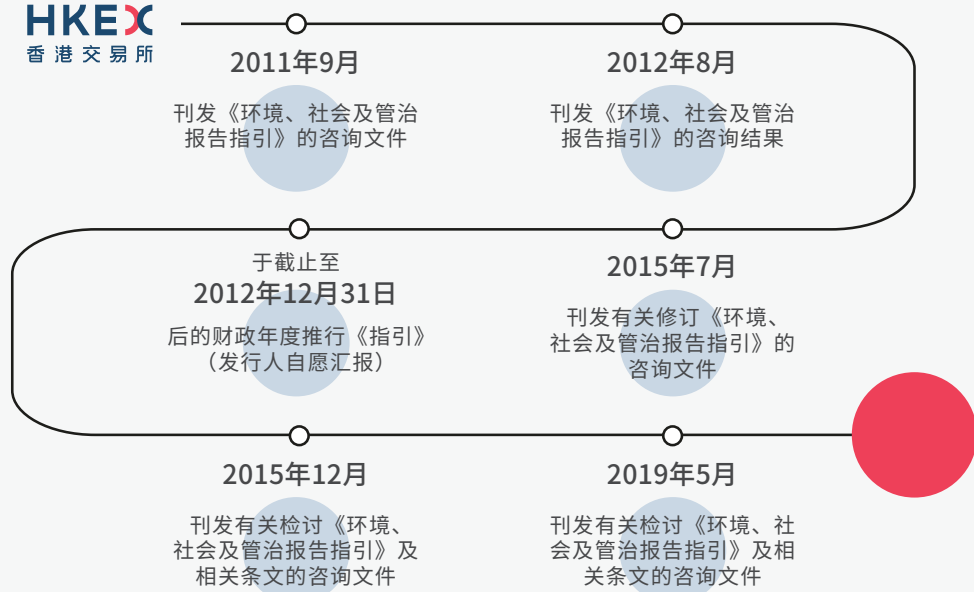 HKEX
香港交易所
2011年9月
刊发《环境、社会及管治
报告指引》的咨询文件
2012年8月
刊发《环境、社会及管治
报告指引》的咨询结果
于截止至
2012年12月31日
后的财政年度推行《指引》
（发行人自愿汇报）
2015年7月
刊发有关修订《环境、
社会及管治报告指引》的
咨询文件
2015年12月
刊发有关检讨《环境、
社会及管治报告指引》及
相关条文的咨询文件
2019年5月
刊发有关检讨《环境、社
会及管治报告指引》及相
关条文的咨询文件